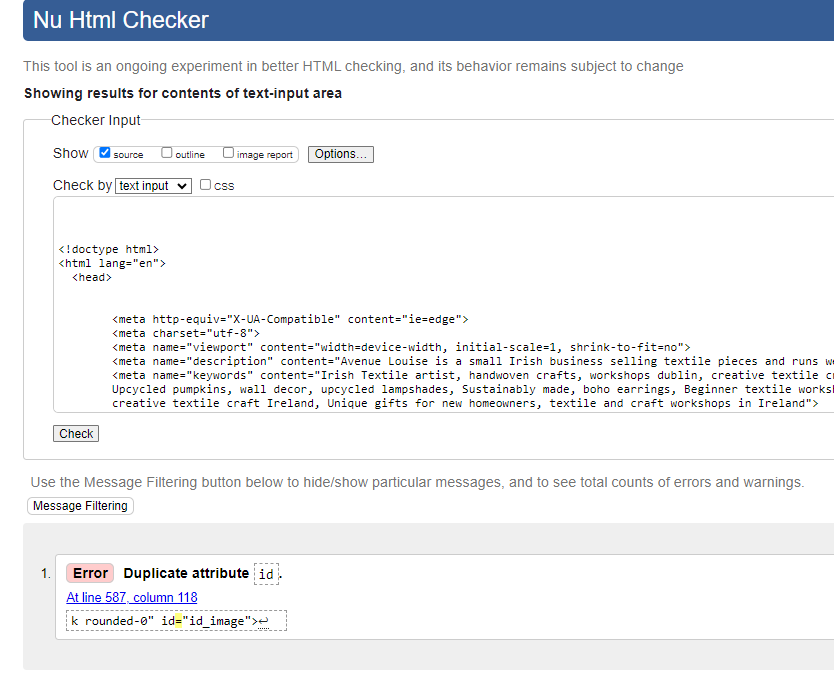 Nu Html Checker
This tool is an ongoing experiment in better HTML checking, and its behavior remains subject to change
Showing results for contents of text-input area
Checker Input
Show source outline image report Options...
Check by text input css
<!doctype html>
<html lang="en">
<head>
<meta http-equiv="X-UA-Compatible" content="ie=edge">
<meta charset="utf-8">
<meta name="viewport" content="width=device-width, initial-scale=1, shrink-to-fit=no">
<meta name="description" content="Avenue Louise is a small Irish business selling textile pieces and runs
<meta name="keywords" content="Irish Textile artist, handwoven crafts, workshops dublin, creative textile
Upcycled pumpkins, wall decor, upcycled lampshades, Sustainably made, boho earrings, Beginner textile
creative textile craft Ireland, Unique gifts for new homeowners, textile and craft workshops in Ireland">
Check
Use the Message Filtering button below to hide/show particular messages, and to see total counts of errors and warnings.
Message Filtering
1. Error Duplicate attribute id.
At line 587, column 118
k rounded-0" id="id_image">↩